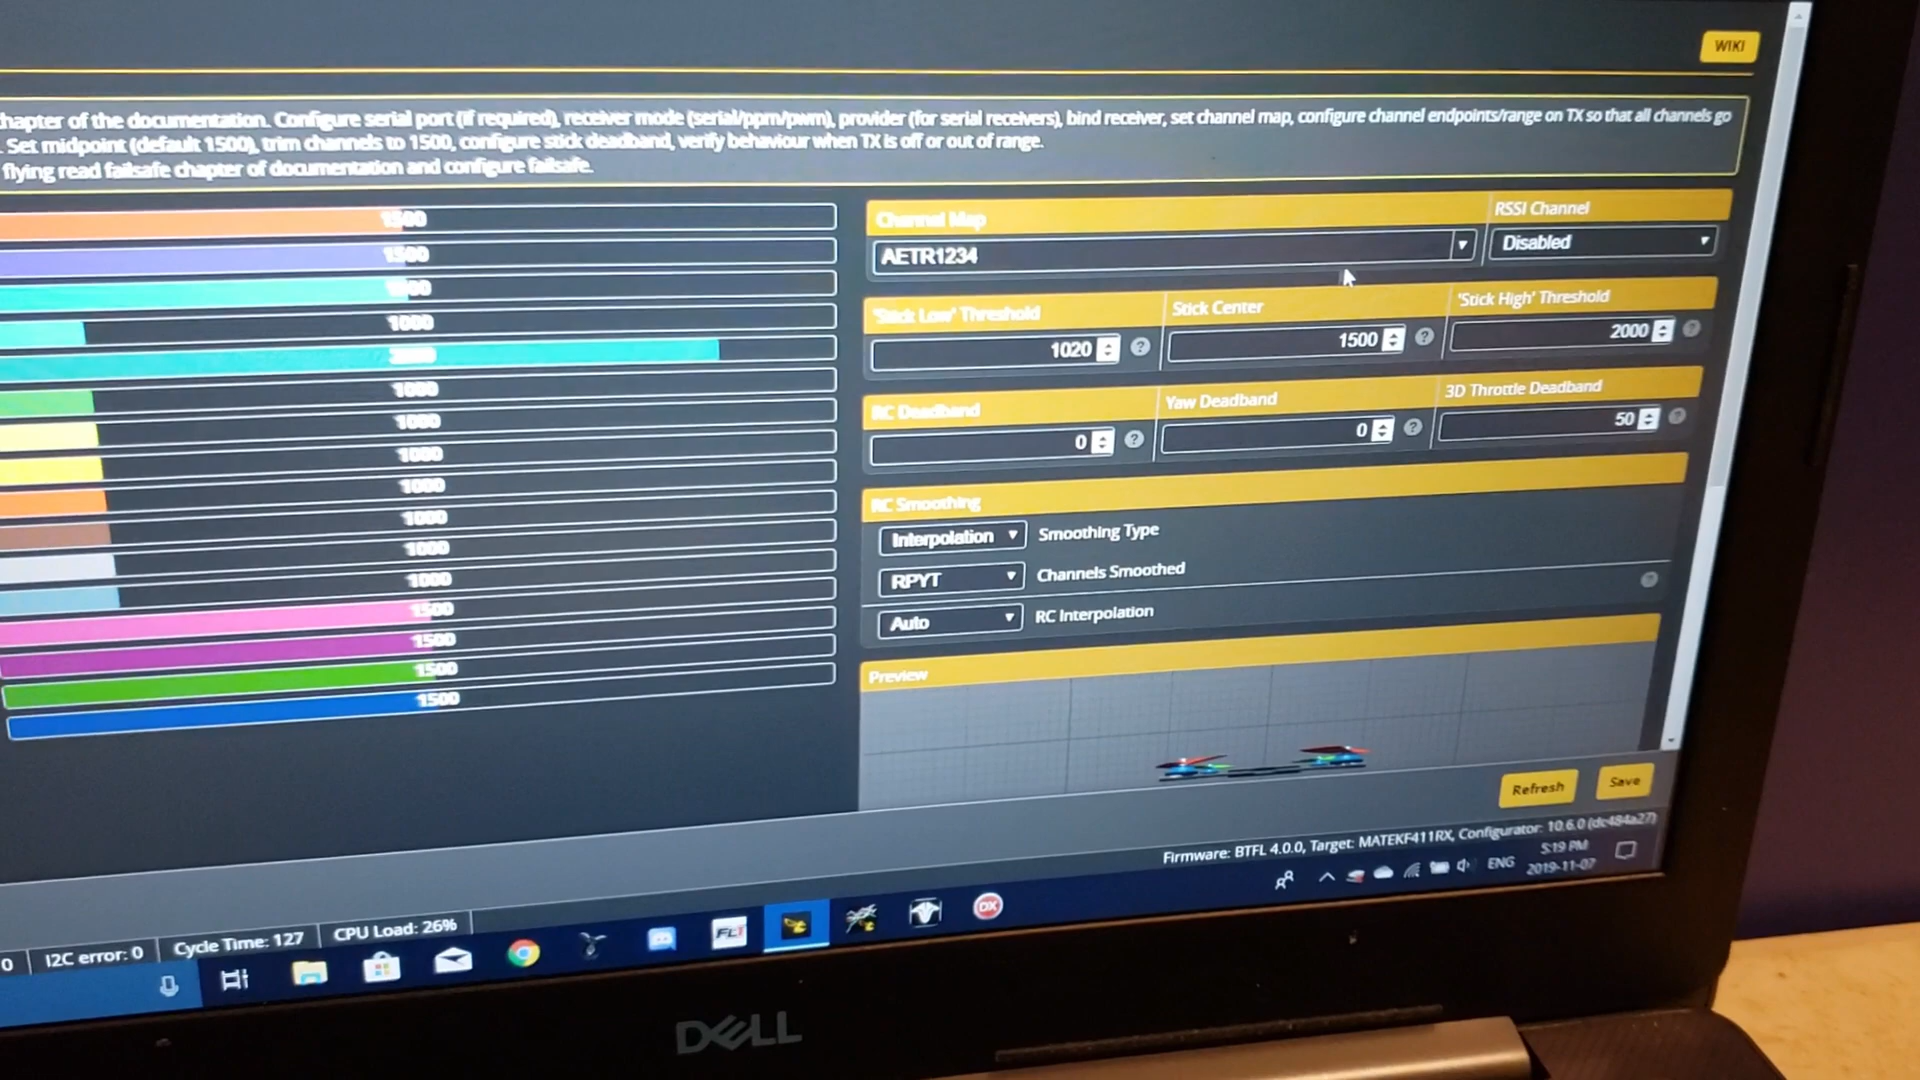 WIKI
hapter of the documentation. Configure serial port (if required), receiver mode (serial/ppm/pwm), provider (for serial receivers), bind receiver, set channel map, configure channel endpoints/range on TX so that all channels go
. Set midpoint (default 1500), trim channels to 1500, configure stick deadband, verify behaviour when TX is off or out of range.
flying read failsafe chapter of documentation and configure failsafe.
1500
1500
1500
1000
2000
1000
1000
1000
1000
1000
1000
1000
1500
1500
1500
1500
Channel Map
RSSI Channel
AETR1234
Disabled
'Stick Low' Threshold
Stick Center
'Stick High' Threshold
1020
1500
2000
RC Deadband
Yaw Deadband
3D Throttle Deadband
0
0
50
RC Smoothing
Interpolation Smoothing Type
RPYT Channels Smoothed
Auto RC Interpolation
Preview
Refresh
Save
Firmware: BTFL 4.0.0, Target: MATEKF411RX, Configurator: 10.6.0 (dc484a27)
0
I2C error: 0
Cycle Time: 127
CPU Load: 26%
ENG
5:19 PM
2019-11-07
DX
DELL